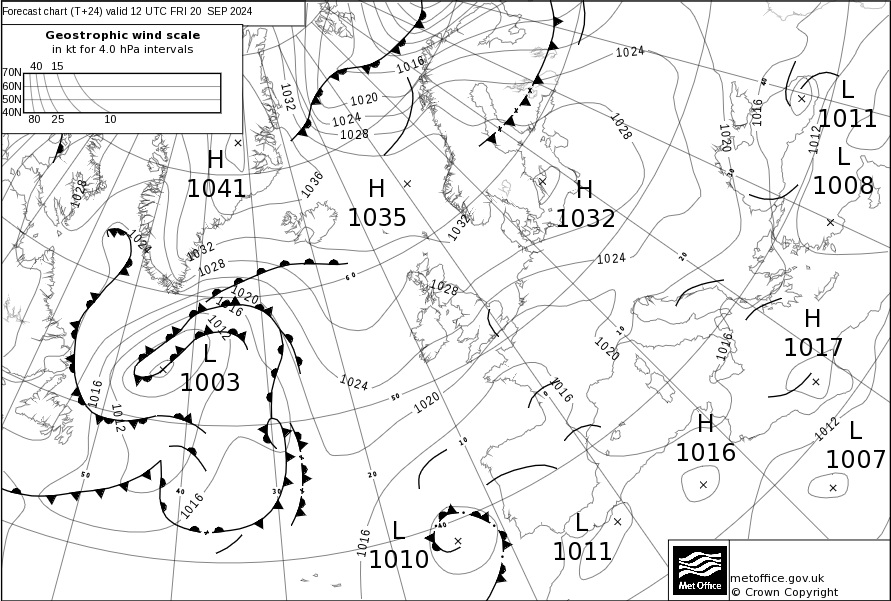 Forecast chart (T+24) valid 12 UTC FRI 20 SEP 2024
Geostrophic wind scale
in kt for 4.0 hPa intervals
40 15
70N
60N
50N
40N
80 25 10
1016
1024
1032
1020
1024
1028
1028
1020
1016
1012
L
1011
L
1008
H
1041
H
1035
H
1032
1036
1032
1028
1024
1032
1028
1024
1028
60
1020
1016
1012
L
1003
1024
1020
1020
1016
1016
H
1017
1016
1012
1012
L
1007
H
1016
1016
1016
L
1010
L
1011
50
40
30
20
10
50
40
40
30
20
10
0
Met Office
metoffice.gov.uk
© Crown Copyright